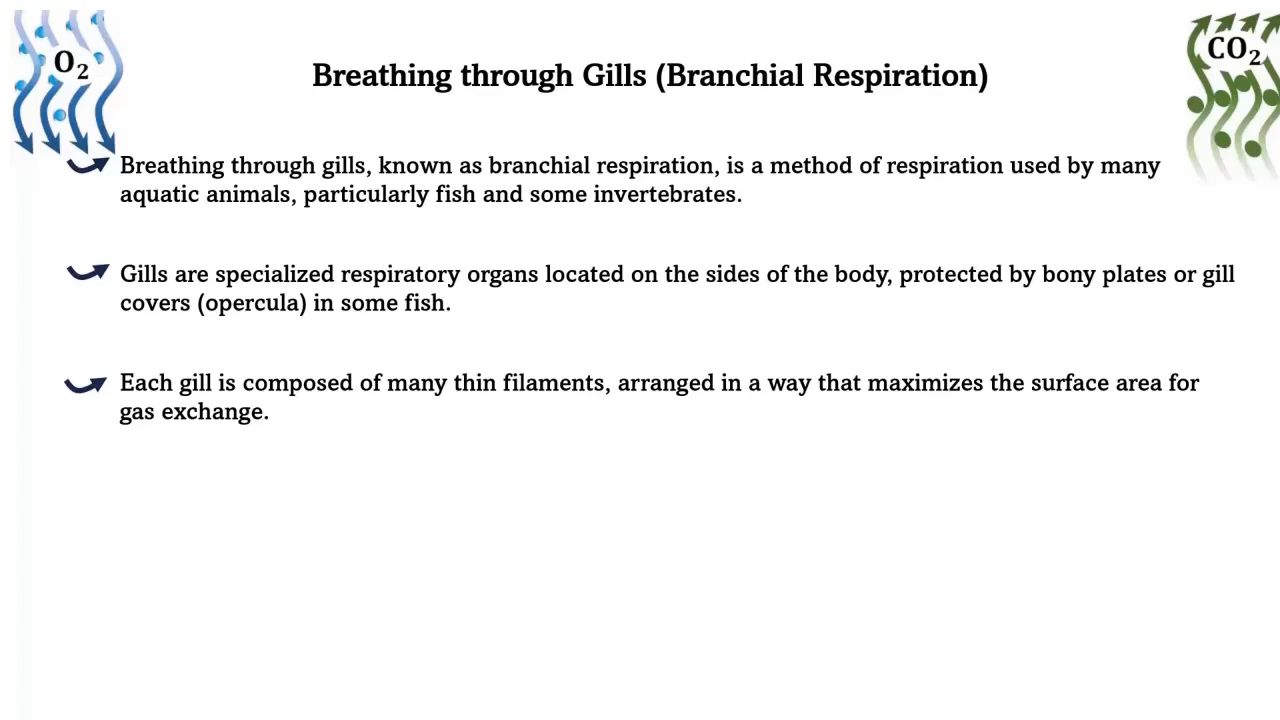 O₂
CO₂
Breathing through Gills (Branchial Respiration)
Breathing through gills, known as branchial respiration, is a method of respiration used by many
aquatic animals, particularly fish and some invertebrates.
Gills are specialized respiratory organs located on the sides of the body, protected by bony plates or gill
covers (opercula) in some fish.
Each gill is composed of many thin filaments, arranged in a way that maximizes the surface area for
gas exchange.